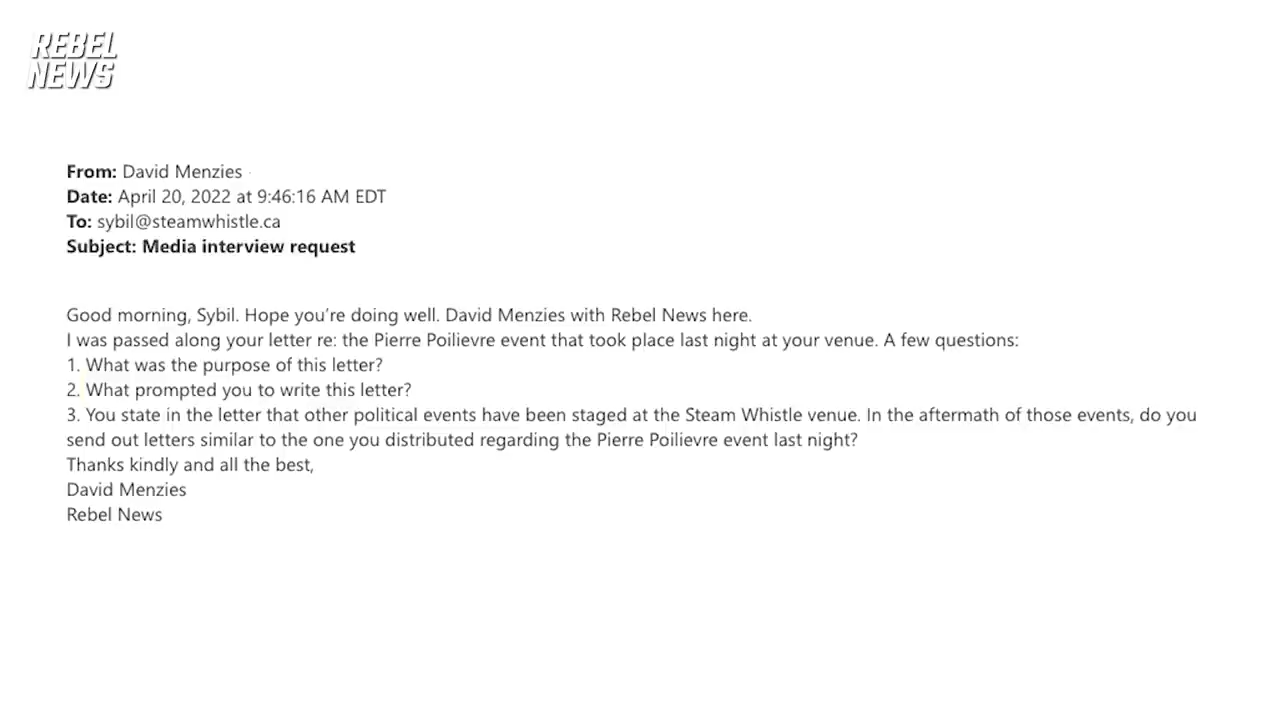 REBEL
NEWS
From: David Menzies
Date: April 20, 2022 at 9:46:16 AM EDT
To: sybil@steamwhistle.ca
Subject: Media interview request
Good morning, Sybil. Hope you're doing well. David Menzies with Rebel News here.
I was passed along your letter re: the Pierre Poilievre event that took place last night at your venue. A few questions:
1. What was the purpose of this letter?
2. What prompted you to write this letter?
3. You state in the letter that other political events have been staged at the Steam Whistle venue. In the aftermath of those events, do you
send out letters similar to the one you distributed regarding the Pierre Poilievre event last night?
Thanks kindly and all the best,
David Menzies
Rebel News